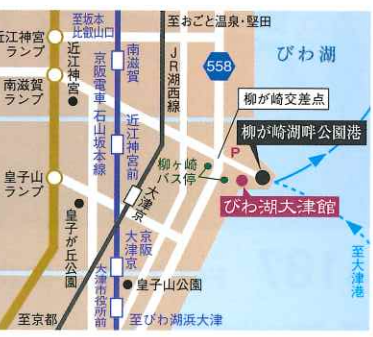 至坂本
比叡山口
至おごと温泉・堅田
近江神宮
ランプ
近江神宮
南滋賀
京阪電車 石山坂本線
JR湖西線
558
びわ湖
南滋賀
ランプ
柳が崎交差点
近江神宮前
P
柳が崎湖畔公園港
柳ヶ崎
バス停
皇子山
ランプ
大津京
びわ湖大津館
皇子が丘公園
京阪
大津京
至大津港
大津市役所前
皇子山公園
至京都
至びわ湖浜大津